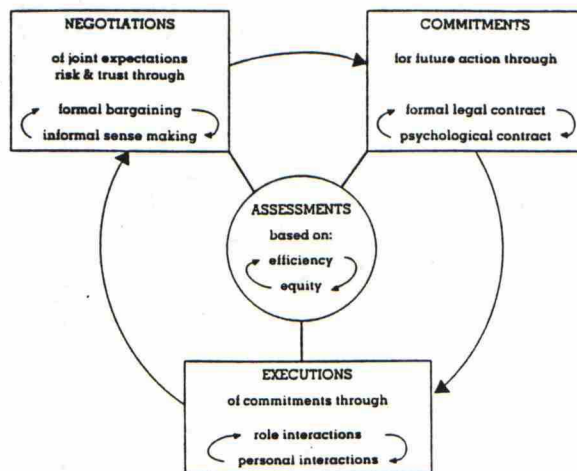 NEGOTIATIONS
of joint expectations
risk & trust through
formal bargaining
informal sense making
COMMITMENTS
for future action through
formal legal contract
psychological contract
ASSESSMENTS
based on:
efficiency
equity
EXECUTIONS
of commitments through
role interactions
personal interactions